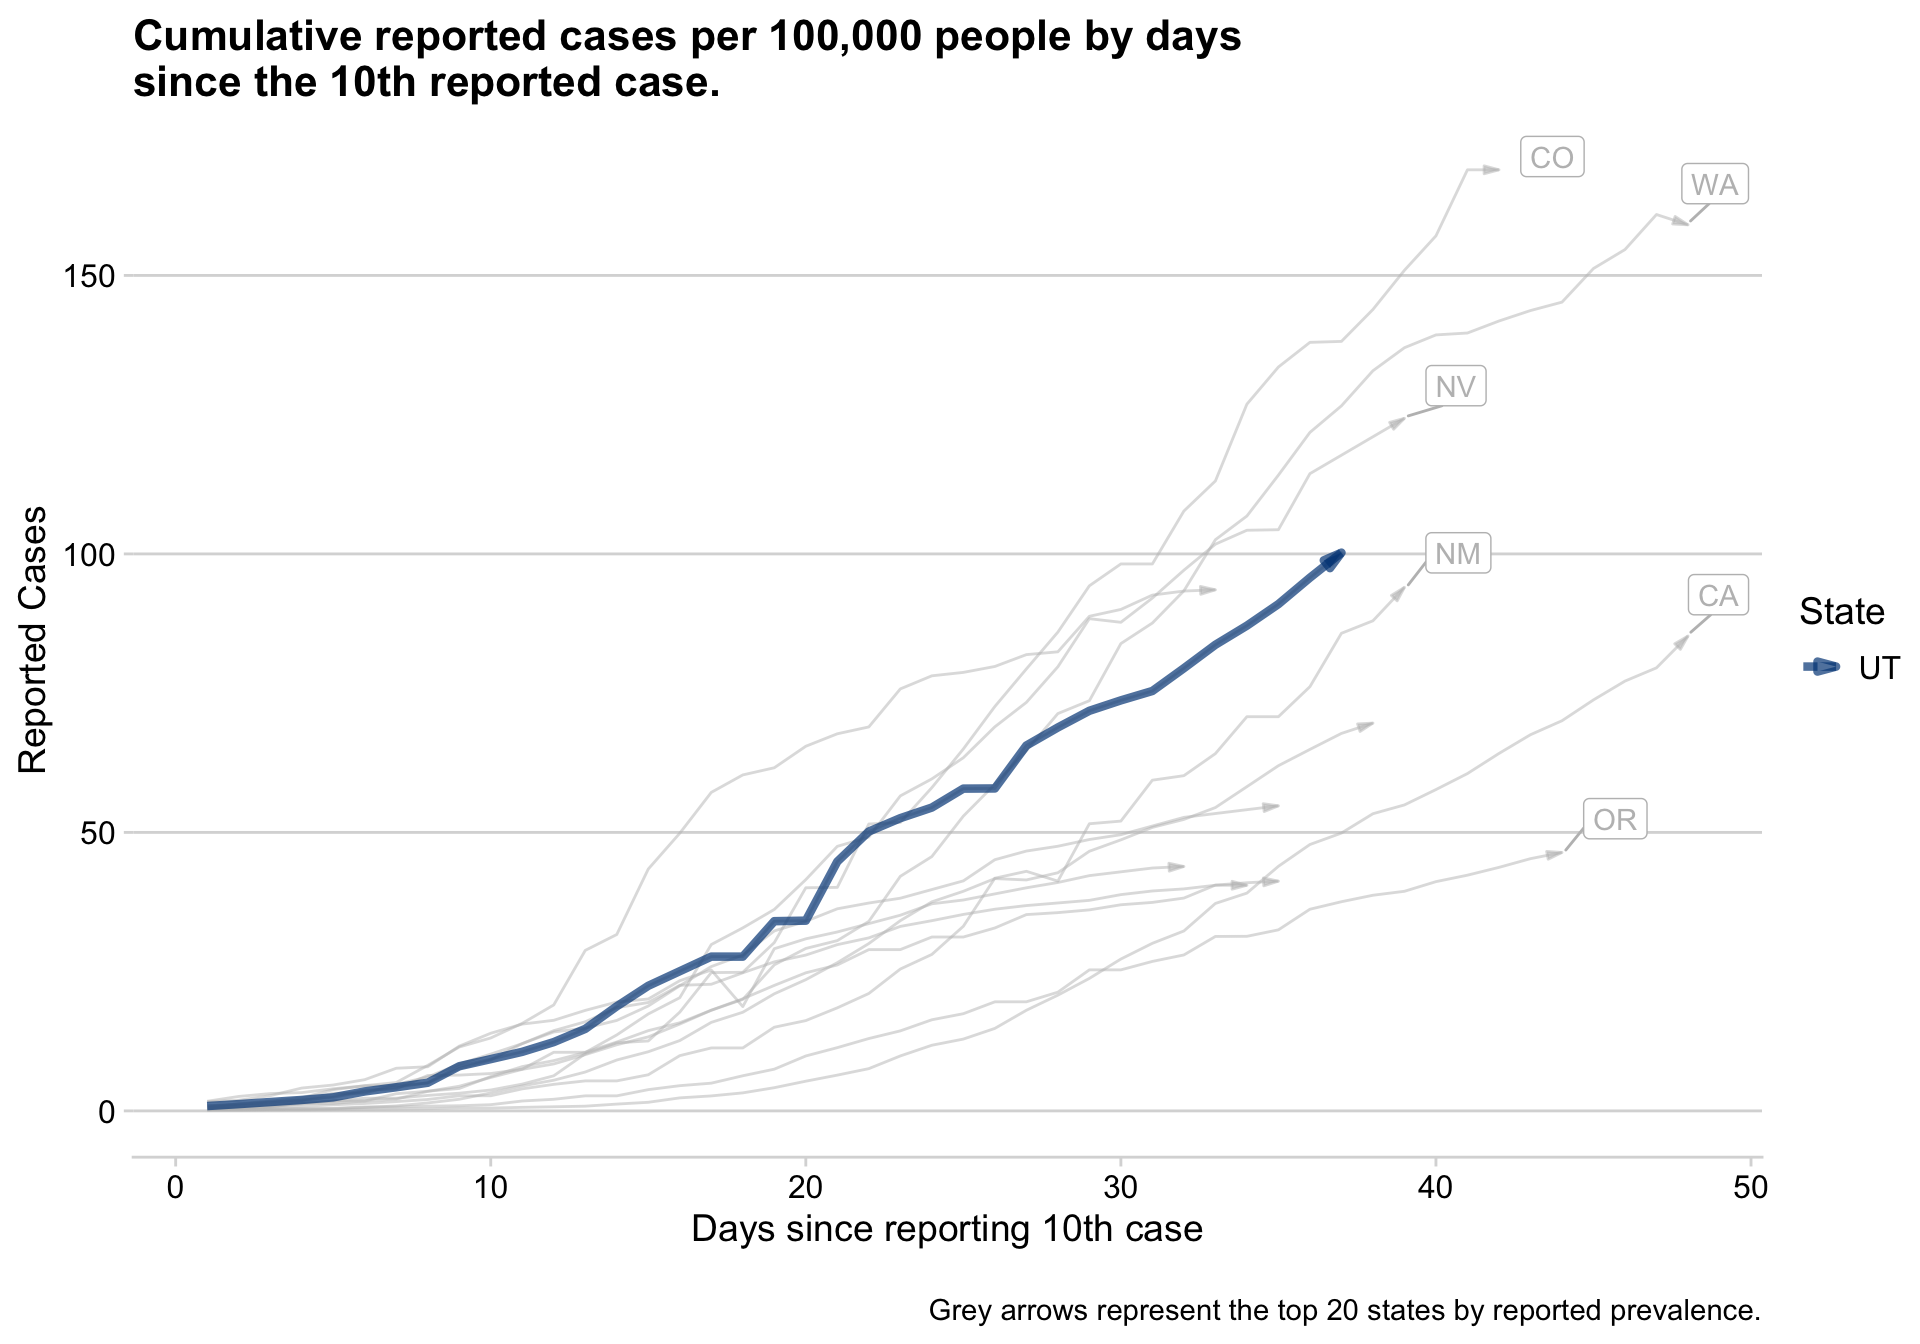 Cumulative reported cases per 100,000 people by days
since the 10th reported case.
CO
WA
150
NV
100
NM
CA
Reported Cases
State
UT
50
OR
0
0 10 20 30 40 50
Days since reporting 10th case
Grey arrows represent the top 20 states by reported prevalence.